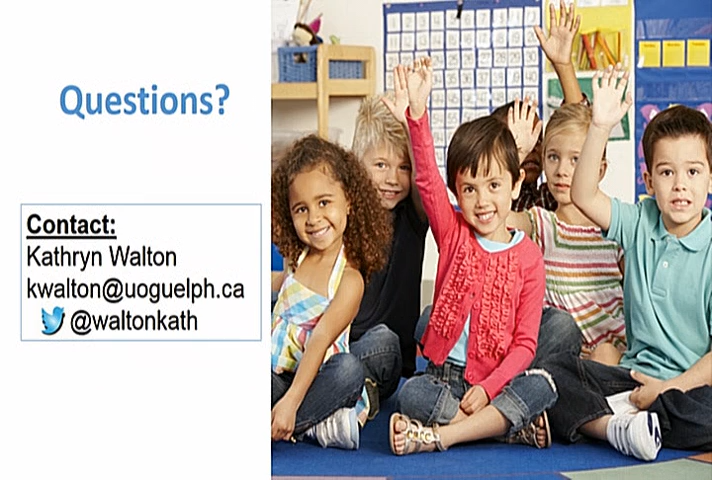 Questions?
Contact:
Kathryn Walton
kwalton@uoguelph.ca
@waltonkath